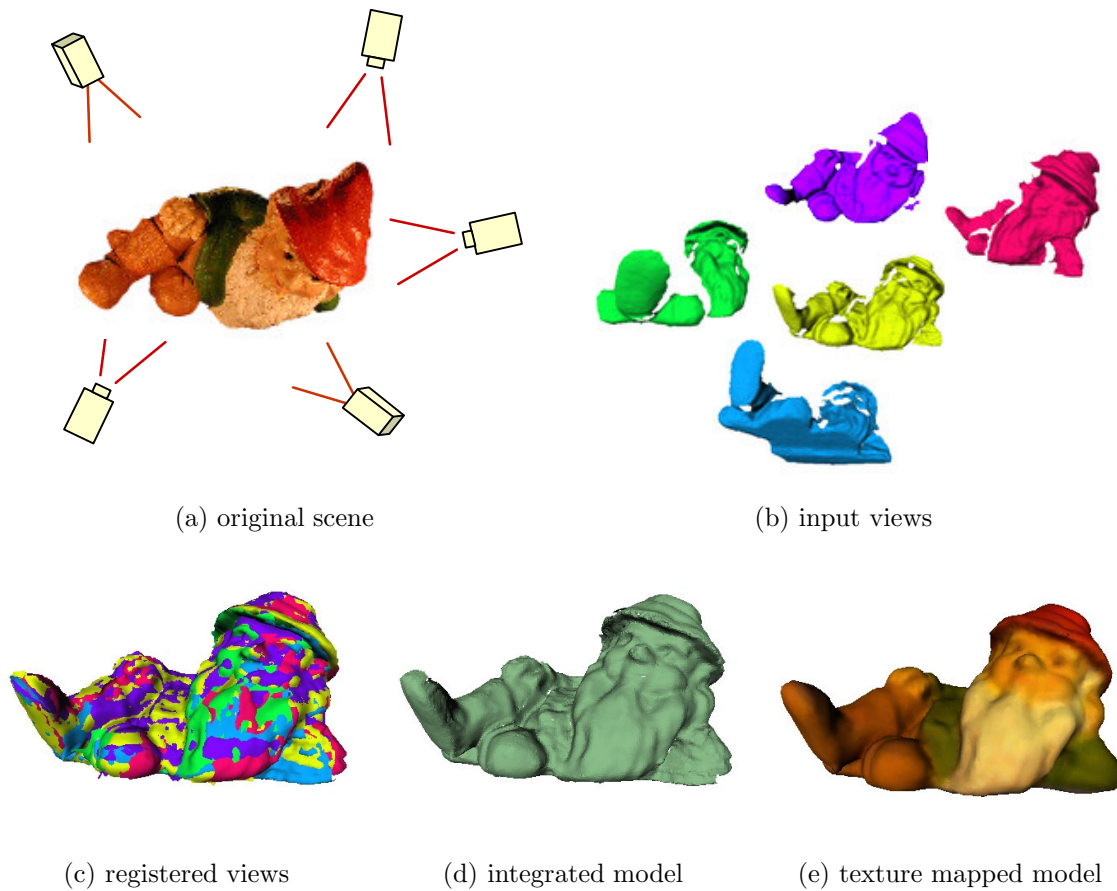 (a) original scene
(b) input views
(c) registered views
(d) integrated model
(e) texture mapped model